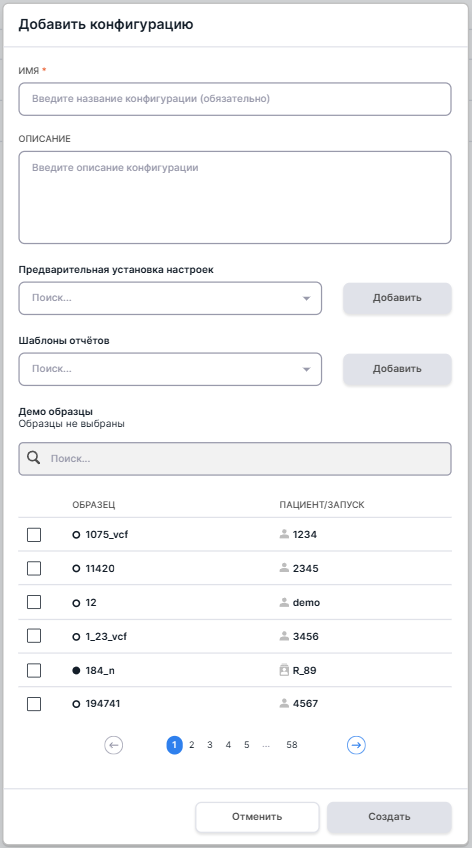 Добавить конфигурацию
ИМЯ *
Введите название конфигурации (обязательно)
ОПИСАНИЕ
Введите описание конфигурации
Предварительная установка настроек
Поиск...
Добавить
Шаблоны отчётов
Поиск...
Добавить
Демо образцы
Образцы не выбраны
Поиск...
ОБРАЗЕЦ ПАЦИЕНТ/ЗАПУСК
1075_vcf 1234
11420 2345
12 demo
1_23_vcf 3456
184_n R_89
194741 4567
1 2 3 4 5 ... 58
Отменить Создать